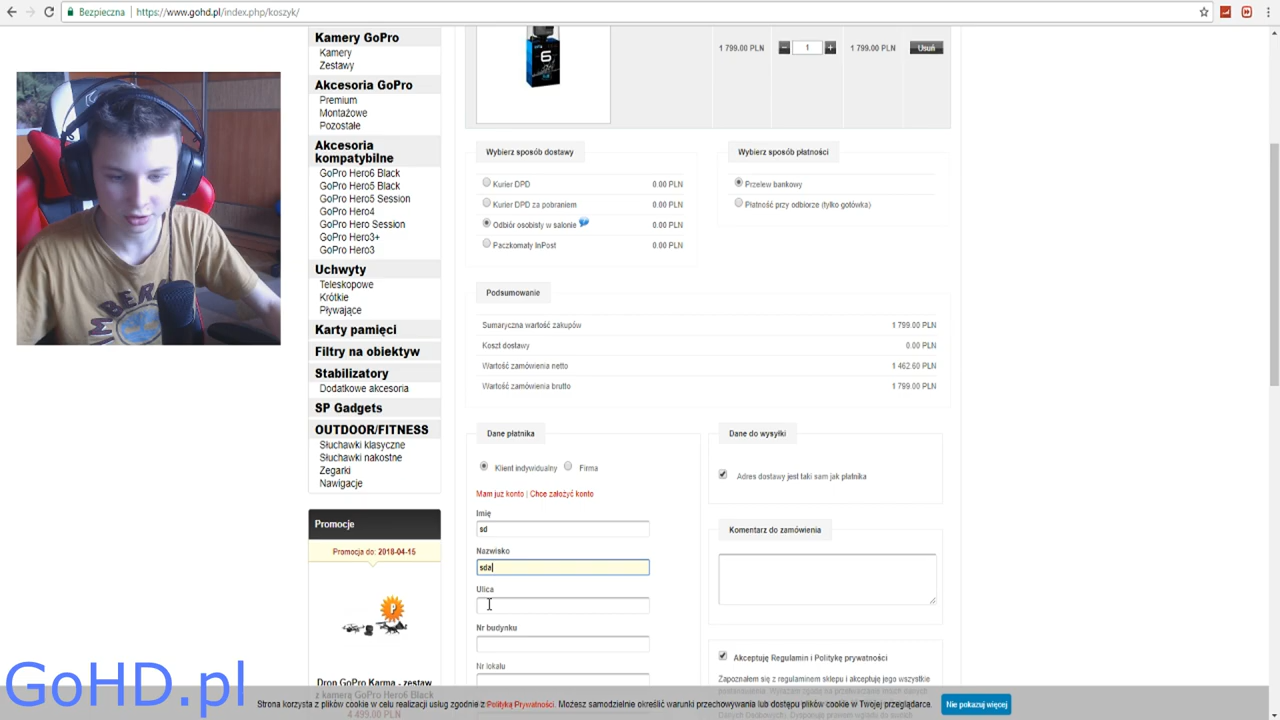 Bezpieczna
https://www.gohd.pl/index.php/koszyk/
Kamery GoPro
Kamery
Zestawy
Akcesoria GoPro
Premium
Montażowe
Pozostałe
Akcesoria
kompatybilne
GoPro Hero6 Black
GoPro Hero5 Black
GoPro Hero5 Session
GoPro Hero4
GoPro Hero Session
GoPro Hero3+
GoPro Hero3
Uchwyty
Teleskopowe
Krótkie
Pływające
Karty pamięci
Filtry na obiektyw
Stabilizatory
Dodatkowe akcesoria
SP Gadgets
OUTDOOR/FITNESS
Słuchawki klasyczne
Słuchawki nakostne
Zegarki
Nawigacje
Promocje
Promocja do: 2018-04-15
P
Dron GoPro Karma - zestaw
z kamerą GoPro Hero6 Black
4 499.00 PLN
6
1 799.00 PLN
− 1 +
1 799.00 PLN
Usuń
Wybierz sposób dostawy
Kurier DPD 0.00 PLN
Kurier DPD za pobraniem 0.00 PLN
Odbiór osobisty w salonie 0.00 PLN
Paczkomaty InPost 0.00 PLN
Wybierz sposób płatności
Przelew bankowy
Płatność przy odbiorze (tylko gotówka)
Podsumowanie
Sumaryczna wartość zakupów 1 799.00 PLN
Koszt dostawy 0.00 PLN
Wartość zamówienia netto 1 462.60 PLN
Wartość zamówienia brutto 1 799.00 PLN
Dane płatnika
Klient indywidualny Firma
Mam już konto | Chce założyć konto
Imię
sd
Nazwisko
sda
Ulica
Nr budynku
Nr lokalu
Dane do wysyłki
Adres dostawy jest taki sam jak płatnika
Komentarz do zamówienia
Akceptuję Regulamin i Politykę prywatności
Zapoznałem się z regulaminem sklepu i akceptuję jego wszystkie
Strona korzysta z plików cookie w celu realizacji usług zgodnie z Polityką Prywatności. Możesz samodzielnie określić warunki przechowywania lub dostępu plików cookie w Twojej przeglądarce.
Nie pokazuj więcej
GoHD.pl